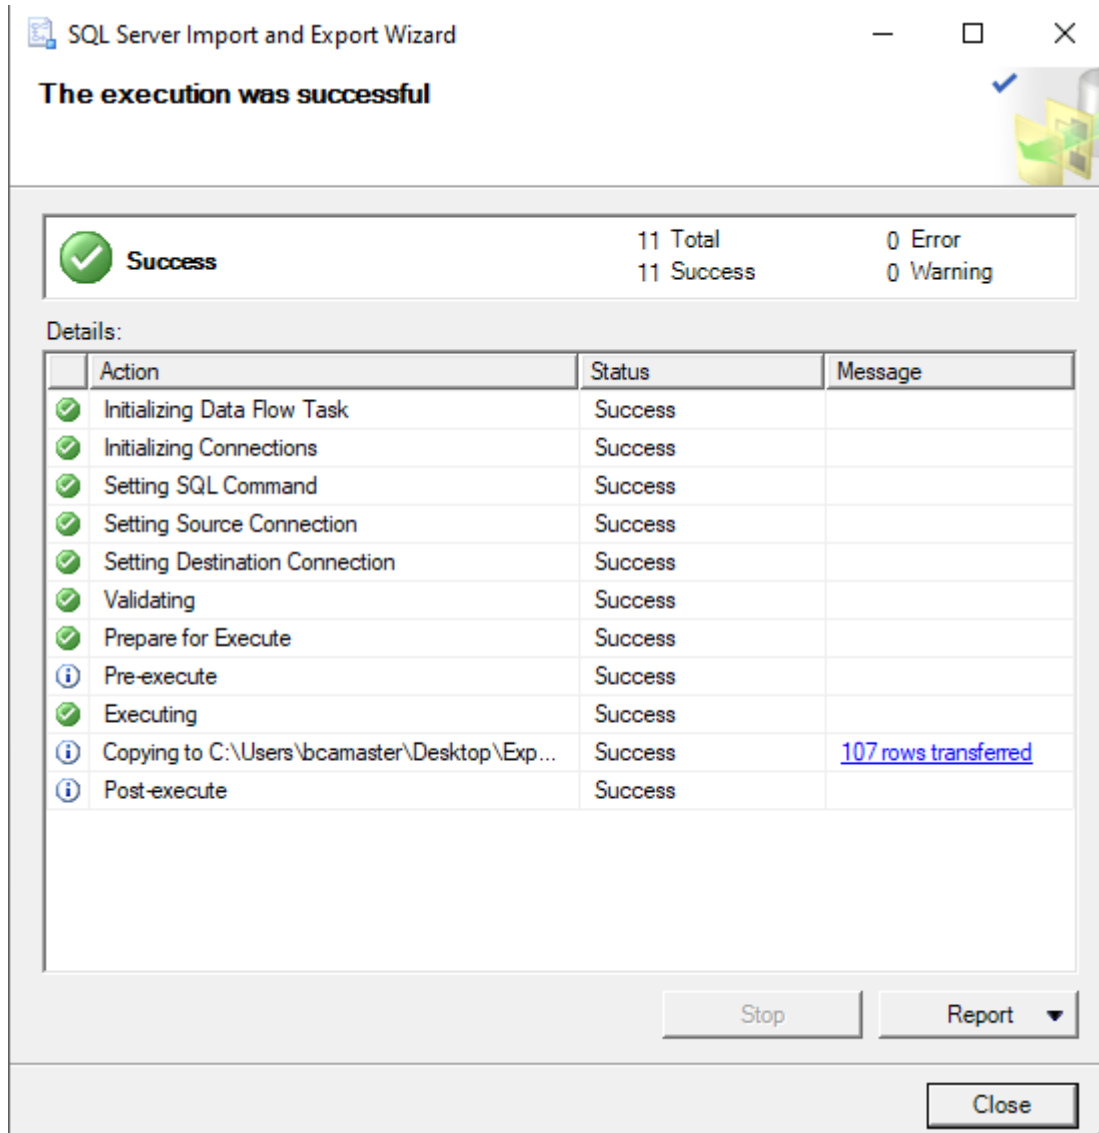 SQL Server Import and Export Wizard
The execution was successful
Success
11 Total 0 Error
11 Success 0 Warning
Details:
Action Status Message
Initializing Data Flow Task Success
Initializing Connections Success
Setting SQL Command Success
Setting Source Connection Success
Setting Destination Connection Success
Validating Success
Prepare for Execute Success
Pre-execute Success
Executing Success
Copying to C:\Users\bcamaster\Desktop\Exp... Success 107 rows transferred
Post-execute Success
Stop Report
Close